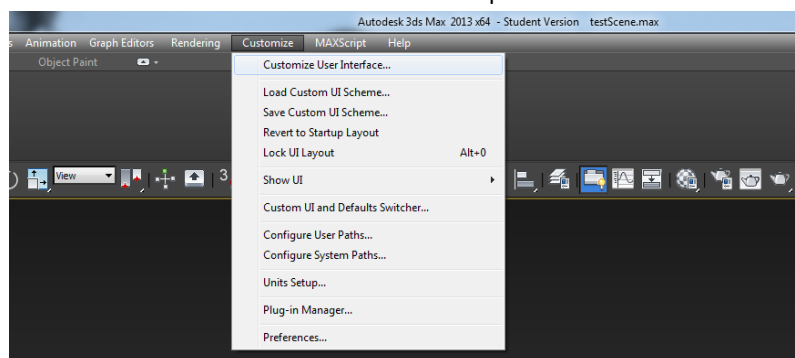 Autodesk 3ds Max 2013 x64 - Student Version testScene.max
Animation Graph Editors Rendering Customize MAXScript Help
Object Paint
Customize User Interface...
Load Custom UI Scheme...
Save Custom UI Scheme...
Revert to Startup Layout
Lock UI Layout Alt+0
View 3
Show UI
Custom UI and Defaults Switcher...
Configure User Paths...
Configure System Paths...
Units Setup...
Plug-in Manager...
Preferences...